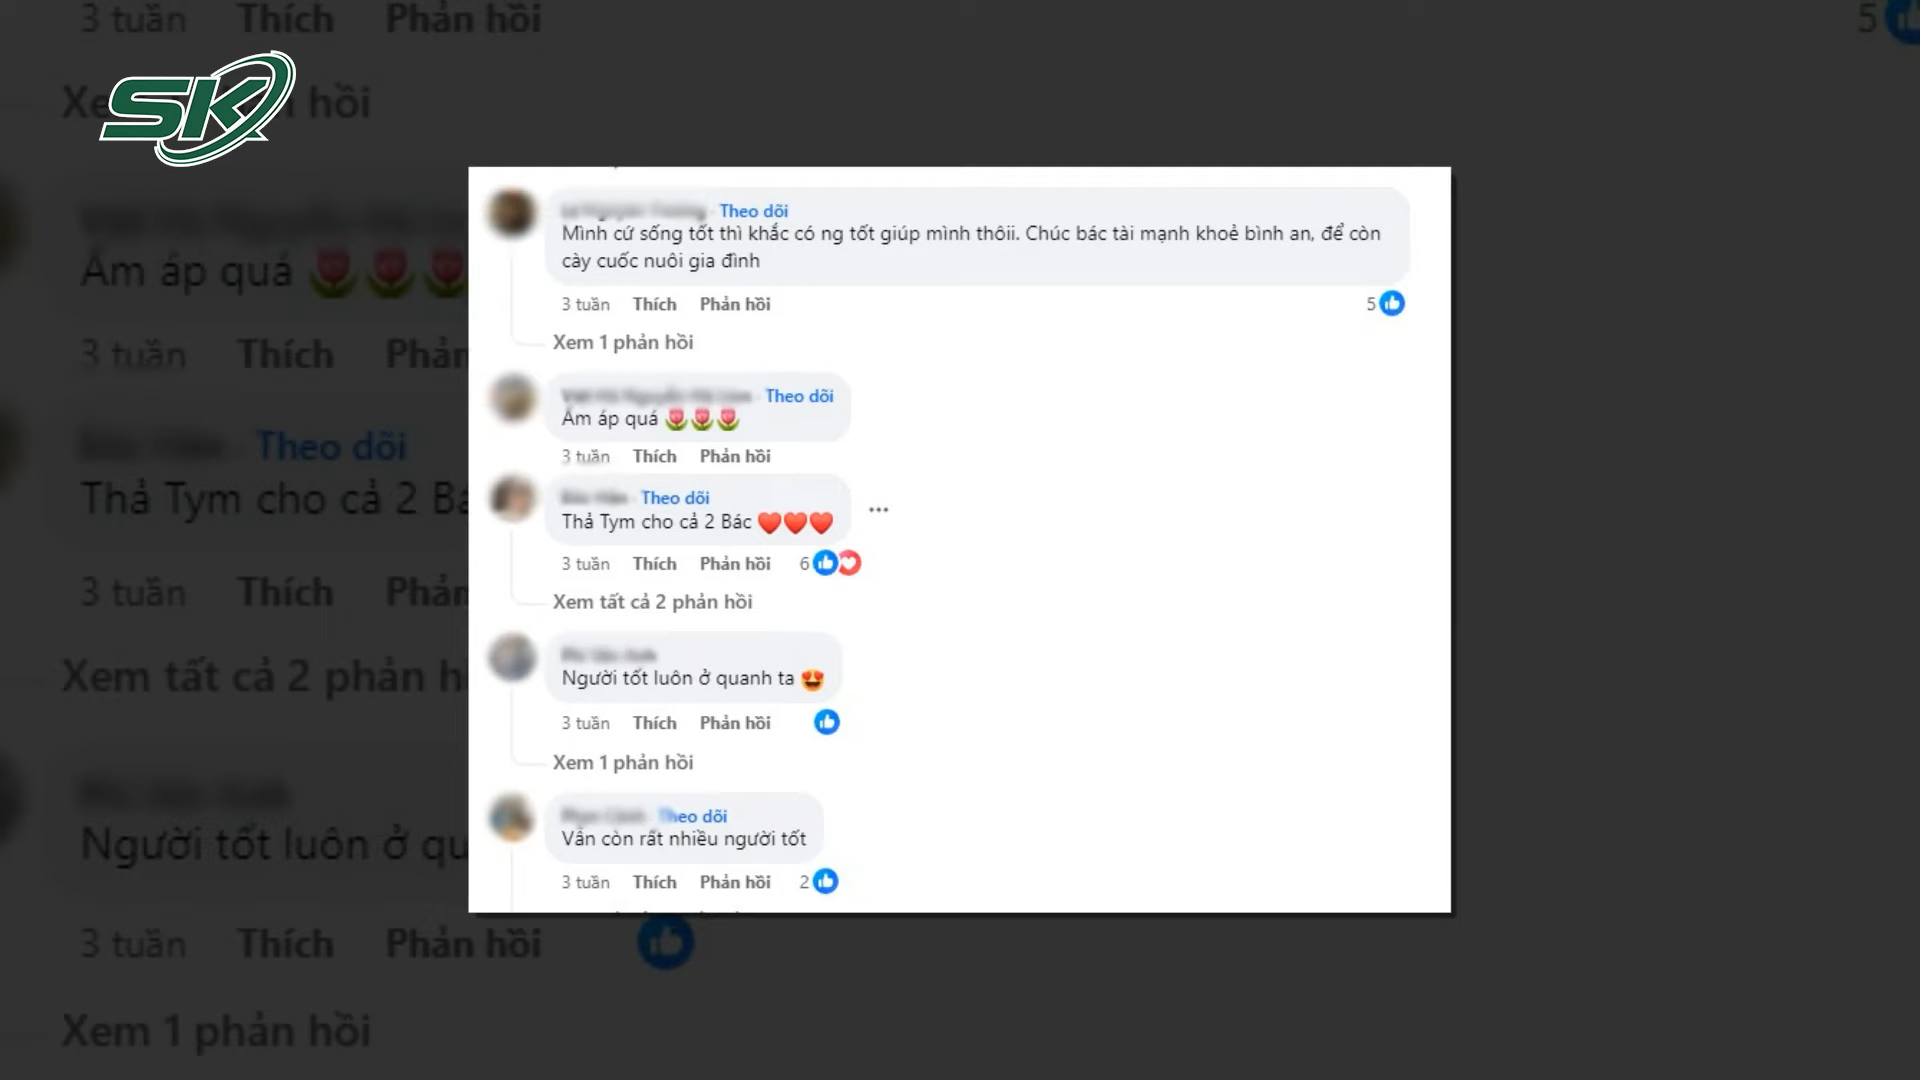 SK
Theo dõi
Mình cứ sống tốt thì khắc có ng tốt giúp mình thôii. Chúc bác tài mạnh khoẻ bình an, để còn
cày cuốc nuôi gia đình
3 tuần Thích Phản hồi 5
Xem 1 phản hồi
Theo dõi
Ấm áp quá 🌷🌷🌷
3 tuần Thích Phản hồi
Theo dõi
Thả Tym cho cả 2 Bác ❤️❤️❤️
3 tuần Thích Phản hồi 6
Xem tất cả 2 phản hồi
Người tốt luôn ở quanh ta 😍
3 tuần Thích Phản hồi
Xem 1 phản hồi
Theo dõi
Vẫn còn rất nhiều người tốt
3 tuần Thích Phản hồi 2
3 tuần Thích Phản hồi 5
hồi
Ấm áp quá 🌷🌷🌷
3 tuần Thích
Theo dõi
Thả Tym cho cả 2
3 tuần Thích
Xem tất cả 2 phản
Người tốt luôn ở
3 tuần Thích Phản hồi
Xem 1 phản hồi